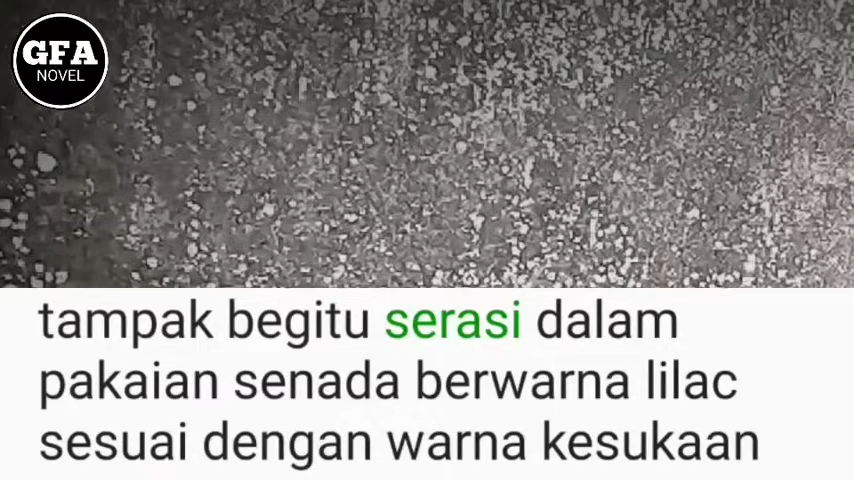 GFA
NOVEL
tampak begitu serasi dalam
pakaian senada berwarna lilac
sesuai dengan warna kesukaan